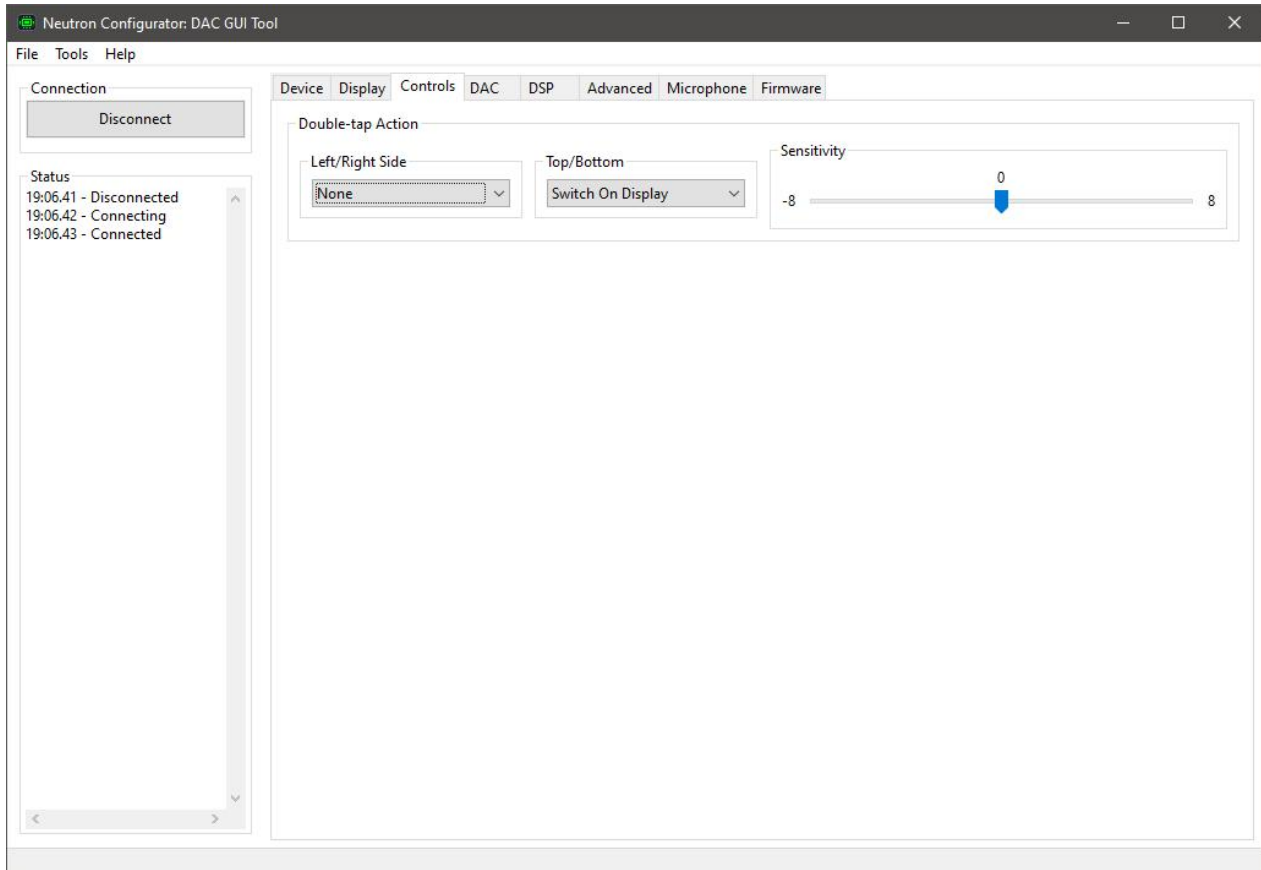 Neutron Configurator: DAC GUI Tool
File Tools Help
Connection
Disconnect
Status
19:06.41 - Disconnected
19:06.42 - Connecting
19:06.43 - Connected
Device Display Controls DAC DSP Advanced Microphone Firmware
Double-tap Action
Left/Right Side
None
Top/Bottom
Switch On Display
Sensitivity
0
-8 8